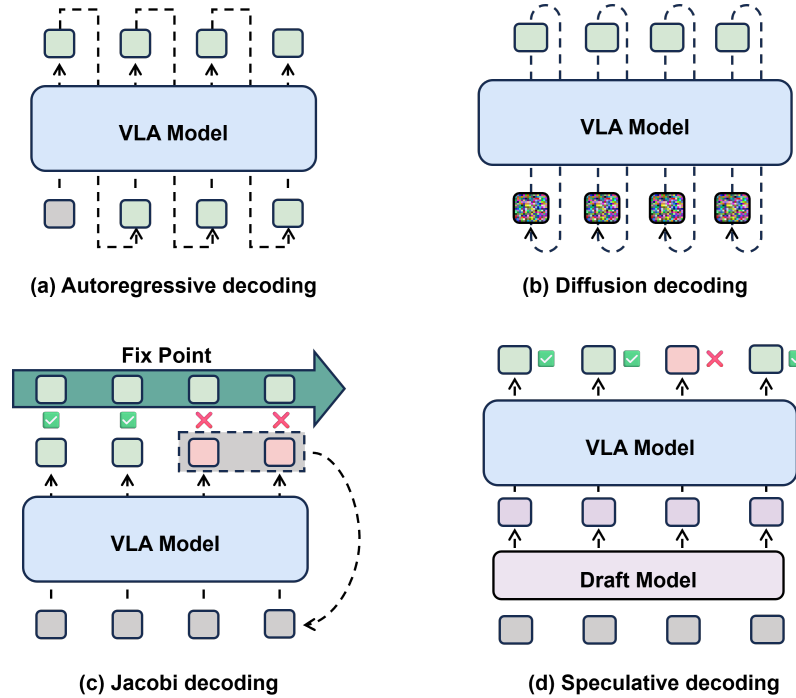 VLA Model
(a) Autoregressive decoding
VLA Model
(b) Diffusion decoding
Fix Point
VLA Model
(c) Jacobi decoding
VLA Model
Draft Model
(d) Speculative decoding